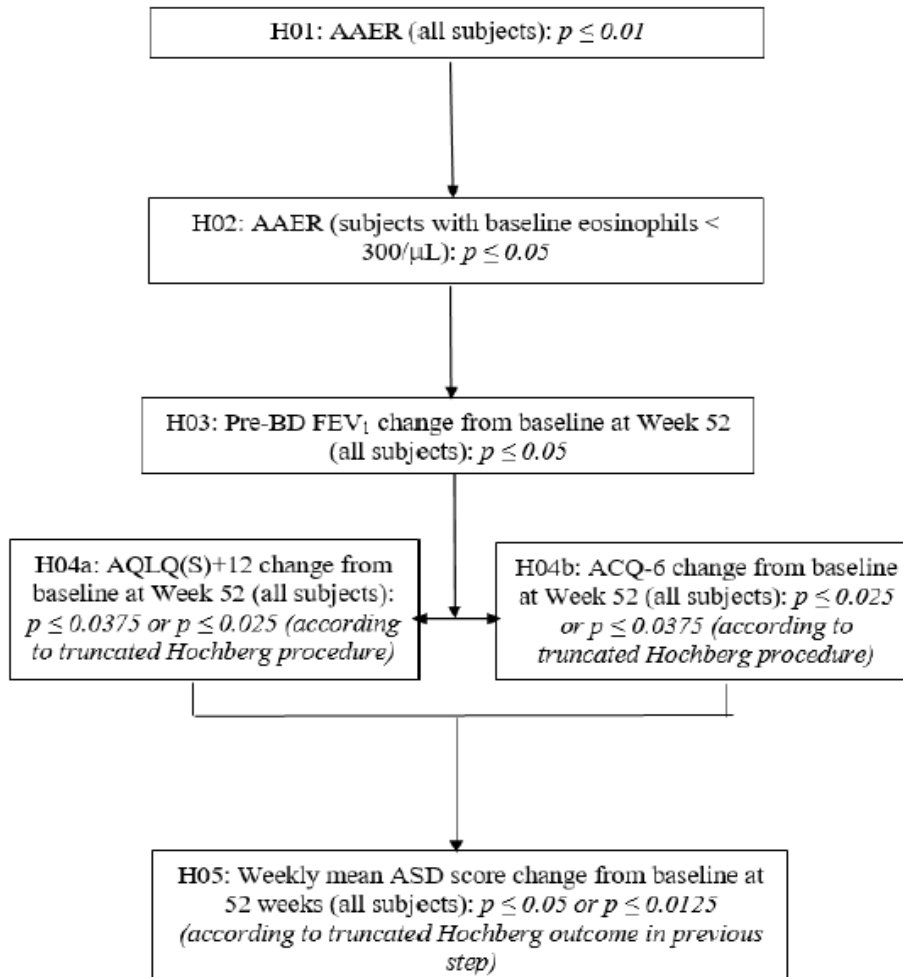 H01: AAER (all subjects): p ≤ 0.01
H02: AAER (subjects with baseline eosinophils <
300/μL): p ≤ 0.05
H03: Pre-BD FEV₁ change from baseline at Week 52
(all subjects): p ≤ 0.05
H04a: AQLQ(S)+12 change from
baseline at Week 52 (all subjects):
p ≤ 0.0375 or p ≤ 0.025 (according
to truncated Hochberg procedure)
H04b: ACQ-6 change from baseline
at Week 52 (all subjects): p ≤ 0.025
or p ≤ 0.0375 (according to
truncated Hochberg procedure)
H05: Weekly mean ASD score change from baseline at
52 weeks (all subjects): p ≤ 0.05 or p ≤ 0.0125
(according to truncated Hochberg outcome in previous
step)